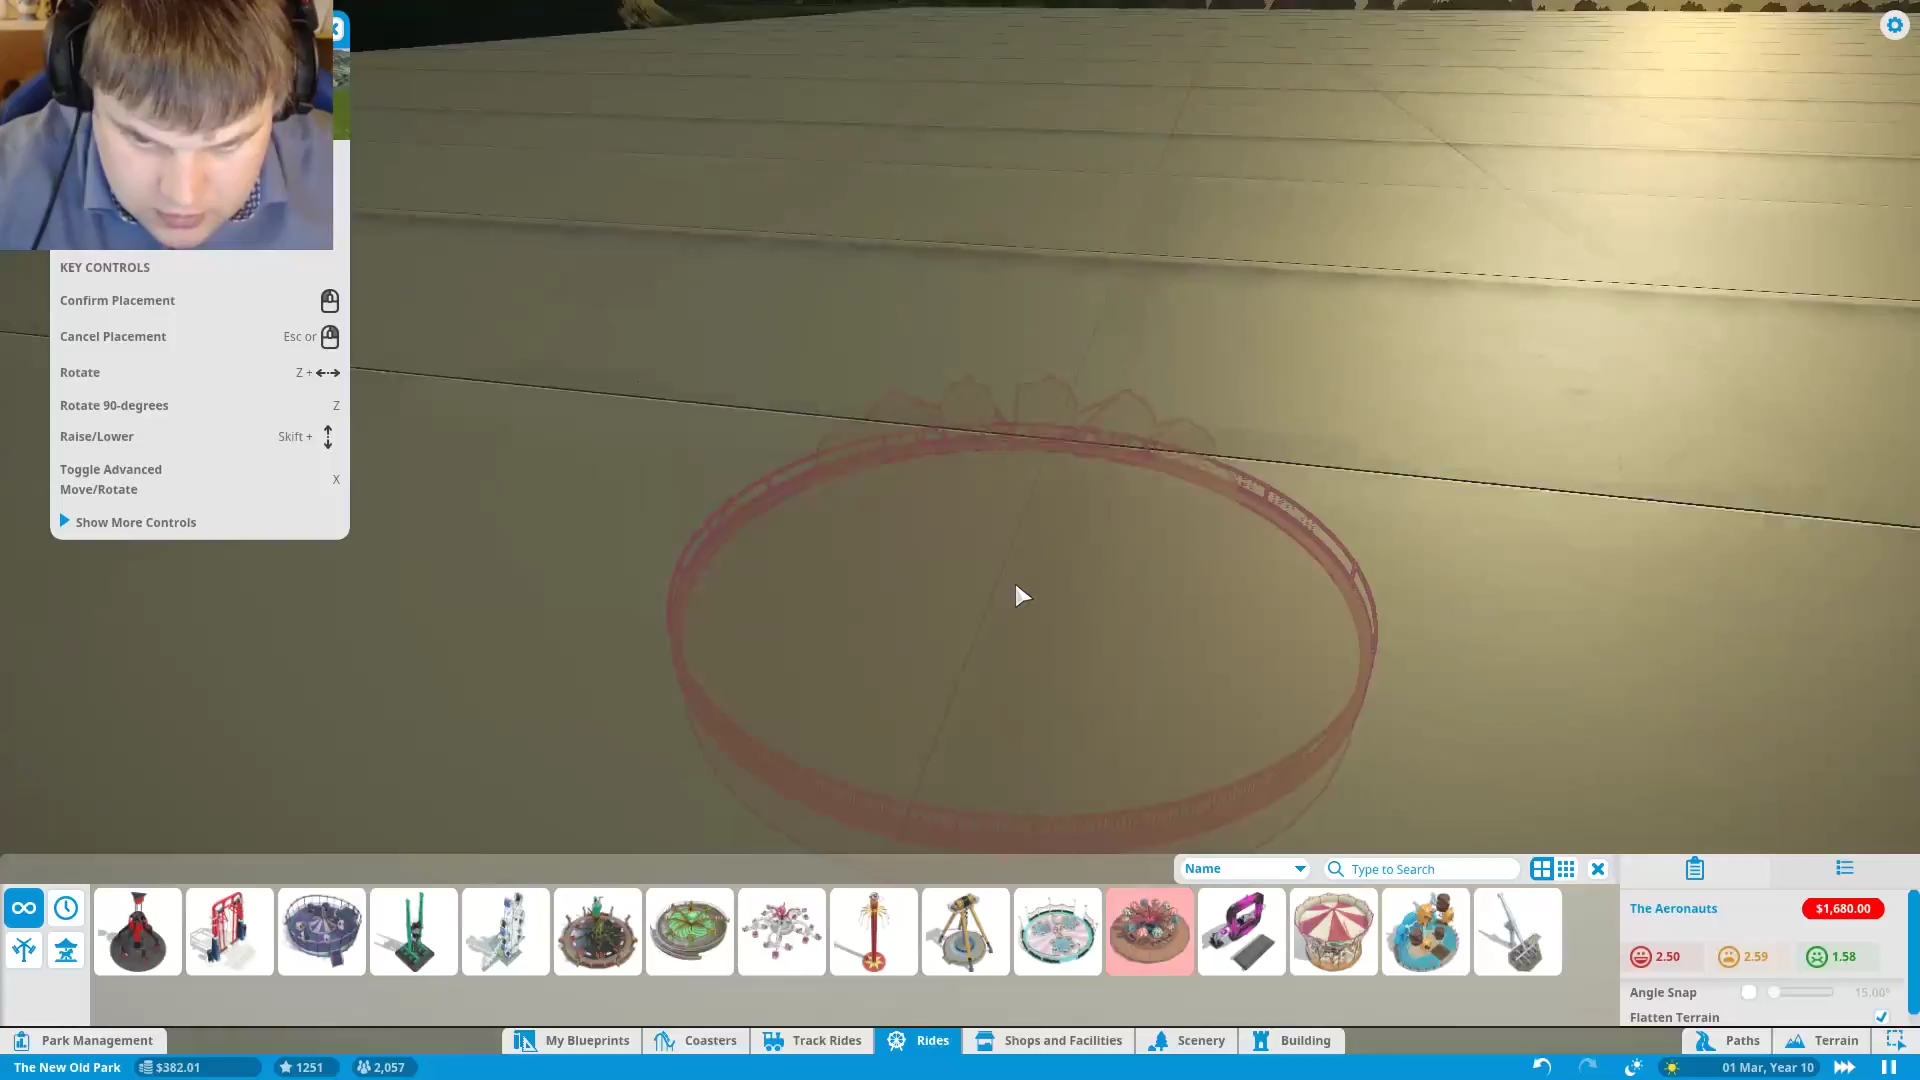 KEY CONTROLS
Confirm Placement
Cancel Placement Esc or
Rotate Z +
Rotate 90-degrees Z
Raise/Lower Skift +
Toggle Advanced
Move/Rotate X
Show More Controls
Name Type to Search
The Aeronauts $1,680.00
2.50 2.59 1.58
Angle Snap 15.00°
Flatten Terrain
Park Management My Blueprints Coasters Track Rides Rides Shops and Facilities Scenery Building Paths Terrain
The New Old Park $382.01 1251 2,057 01 Mar, Year 10